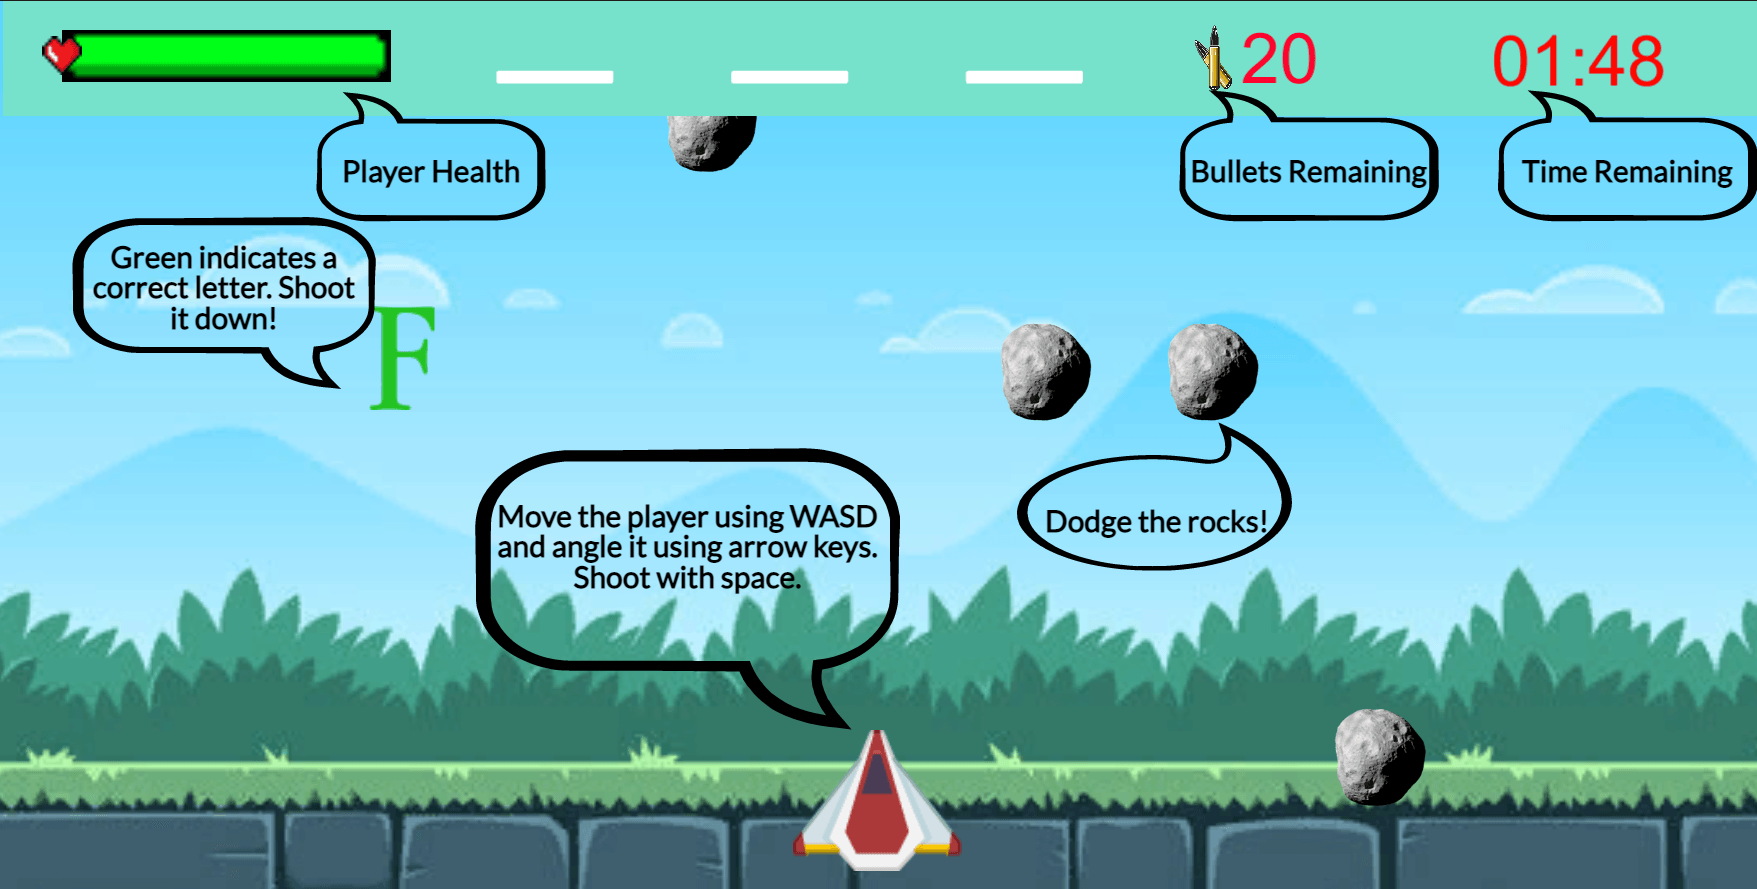 20
01:48
Player Health
Bullets Remaining
Time Remaining
Green indicates a
correct letter. Shoot
it down!
F
Move the player using WASD
and angle it using arrow keys.
Shoot with space.
Dodge the rocks!